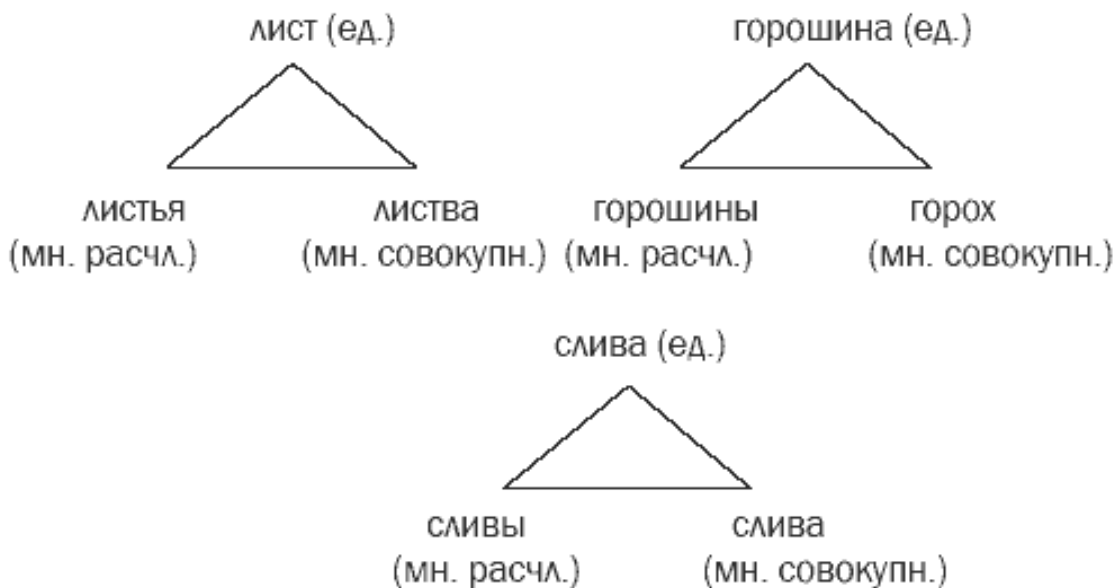 лист (ед.) горошина (ед.)
листья листва горошины горох
(мн. расчл.) (мн. совокупн.) (мн. расчл.) (мн. совокупн.)
слива (ед.)
сливы слива
(мн. расчл.) (мн. совокупн.)